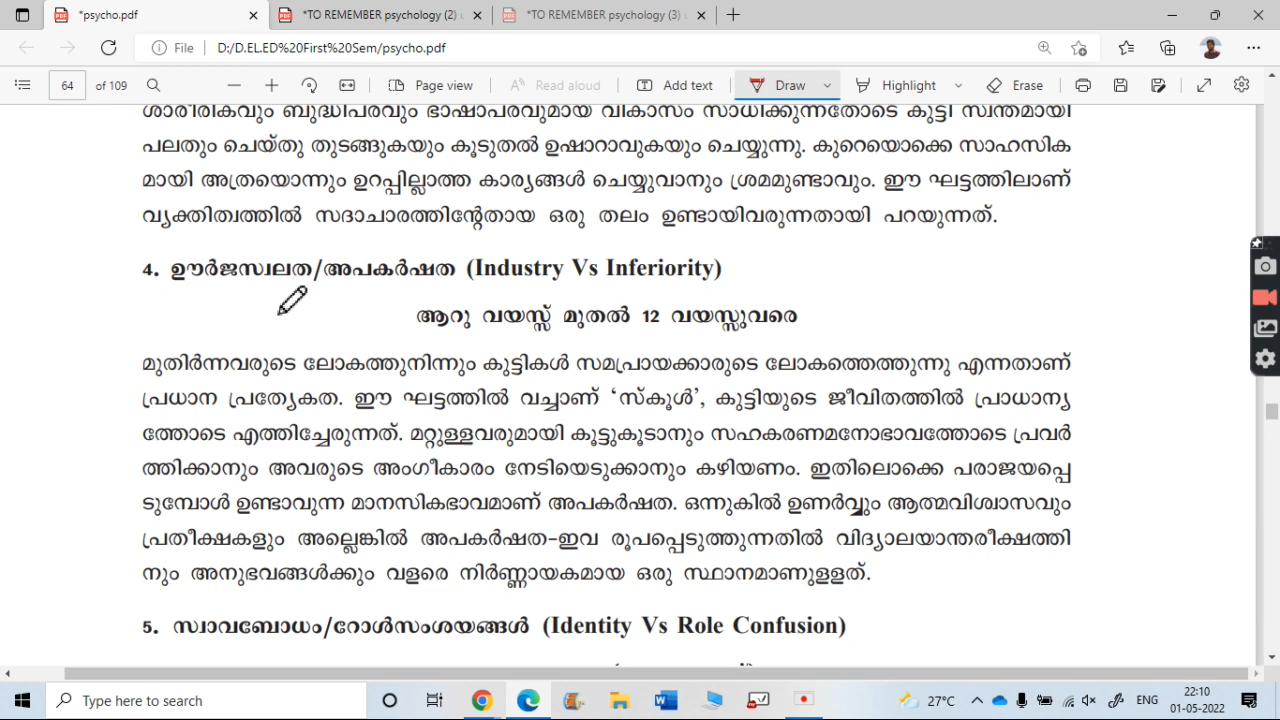 *psycho.pdf
*TO REMEMBER psychology (2)
*TO REMEMBER psychology (3)
File D:/D.EL.ED%20First%20Sem/psycho.pdf
64 of 109 Page view Read aloud Add text Draw Highlight Erase
ശാരീരികവും ബുദ്ധിപരവും ഭാഷാപരവുമായ വികാസം സാധിക്കുന്നതോടെ കുട്ടി സ്വന്തമായി
പലതും ചെയ്തു തുടങ്ങുകയും കൂടുതൽ ഉഷാറാവുകയും ചെയ്യുന്നു. കുറെയൊക്കെ സാഹസിക
മായി അത്രയൊന്നും ഉറപ്പില്ലാത്ത കാര്യങ്ങൾ ചെയ്യുവാനും ശ്രമമുണ്ടാവും. ഈ ഘട്ടത്തിലാണ്
വ്യക്തിത്വത്തിൽ സദാചാരത്തിന്റേതായ ഒരു തലം ഉണ്ടായിവരുന്നതായി പറയുന്നത്.
4. ഊർജസ്വലത/അപകർഷത (Industry Vs Inferiority)
ആറു വയസ്സ് മുതൽ 12 വയസ്സുവരെ
മുതിർന്നവരുടെ ലോകത്തുനിന്നും കുട്ടികൾ സമപ്രായക്കാരുടെ ലോകത്തെത്തുന്നു എന്നതാണ്
പ്രധാന പ്രത്യേകത. ഈ ഘട്ടത്തിൽ വച്ചാണ് ‘സ്കൂൾ’, കുട്ടിയുടെ ജീവിതത്തിൽ പ്രാധാന്യ
ത്തോടെ എത്തിച്ചേരുന്നത്. മറ്റുള്ളവരുമായി കൂട്ടുകൂടാനും സഹകരണമനോഭാവത്തോടെ പ്രവർ
ത്തിക്കാനും അവരുടെ അംഗീകാരം നേടിയെടുക്കാനും കഴിയണം. ഇതിലൊക്കെ പരാജയപ്പെ
ടുമ്പോൾ ഉണ്ടാവുന്ന മാനസികഭാവമാണ് അപകർഷത. ഒന്നുകിൽ ഉണർവ്വും ആത്മവിശ്വാസവും
പ്രതീക്ഷകളും അല്ലെങ്കിൽ അപകർഷത-ഇവ രൂപപ്പെടുത്തുന്നതിൽ വിദ്യാലയാന്തരീക്ഷത്തി
നും അനുഭവങ്ങൾക്കും വളരെ നിർണ്ണായകമായ ഒരു സ്ഥാനമാണുള്ളത്.
5. സ്വാവബോധം/റോൾസംശയങ്ങൾ (Identity Vs Role Confusion)
Type here to search
27°C ENG 22:10
01-05-2022